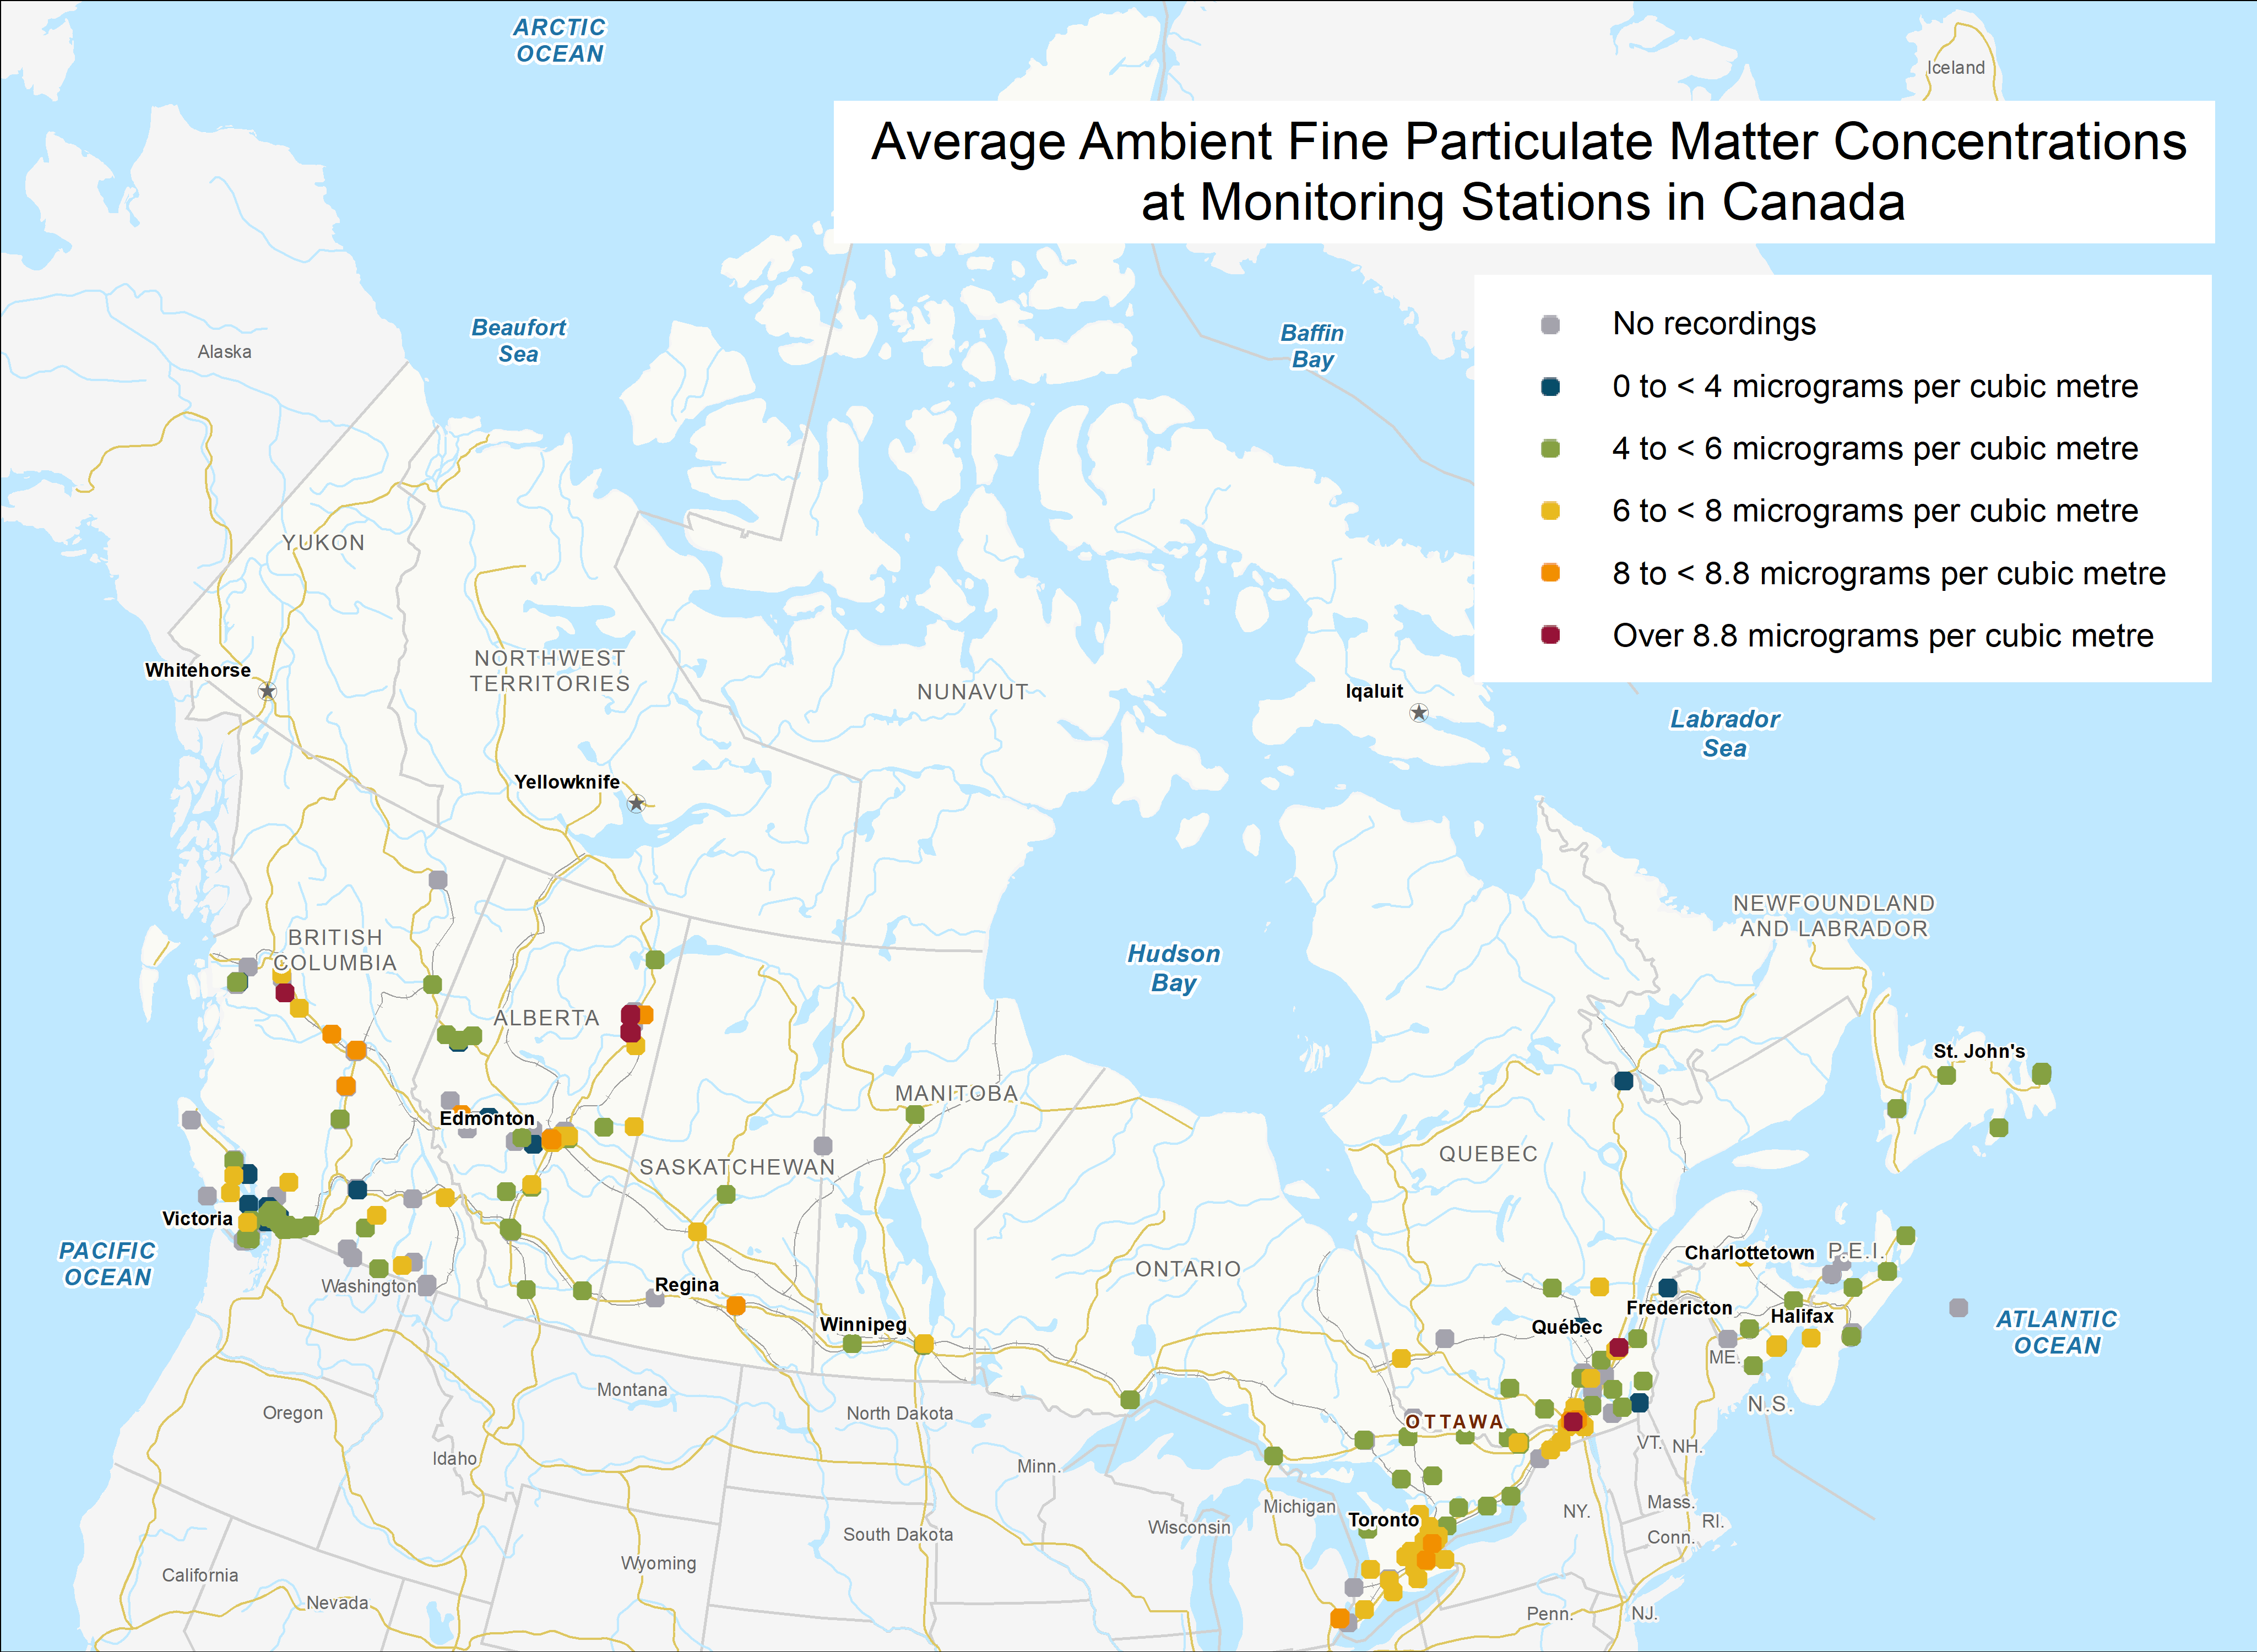 ARCTIC
OCEAN
Iceland
Average Ambient Fine Particulate Matter Concentrations
at Monitoring Stations in Canada
No recordings
0 to < 4 micrograms per cubic metre
4 to < 6 micrograms per cubic metre
6 to < 8 micrograms per cubic metre
8 to < 8.8 micrograms per cubic metre
Over 8.8 micrograms per cubic metre
Beaufort
Sea
Baffin
Bay
Alaska
YUKON
NORTHWEST
TERRITORIES
NUNAVUT
Whitehorse
Iqaluit
Labrador
Sea
Yellowknife
BRITISH
COLUMBIA
ALBERTA
Hudson
Bay
NEWFOUNDLAND
AND LABRADOR
St. John's
MANITOBA
Edmonton
SASKATCHEWAN
QUEBEC
Victoria
PACIFIC
OCEAN
Washington
Regina
Winnipeg
ONTARIO
Charlottetown
P.E.I.
Fredericton
Halifax
Québec
ATLANTIC
OCEAN
ME.
N.S.
Montana
Oregon
North Dakota
OTTAWA
Idaho
Minn.
VT.
NH.
Michigan
Toronto
NY.
Mass.
RI.
Conn.
Wisconsin
South Dakota
California
Wyoming
Nevada
Penn.
NJ.